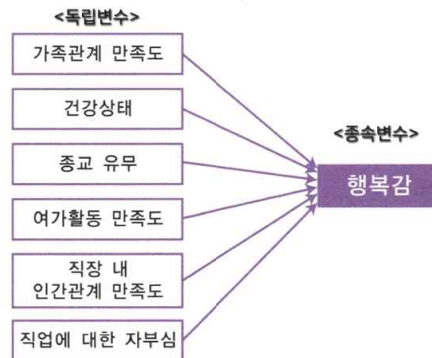 <독립변수>
가족관계 만족도
건강상태
종교 유무
여가활동 만족도
직장 내
인간관계 만족도
직업에 대한 자부심
<종속변수>
행복감